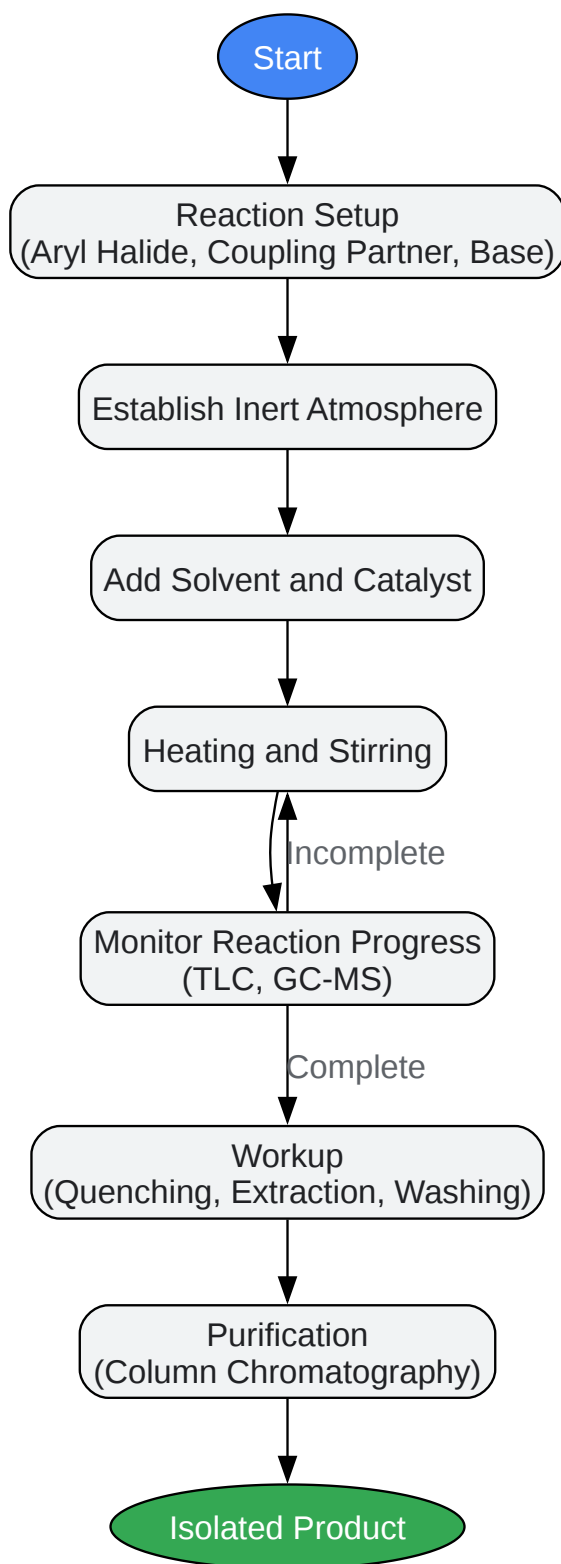 Start
Reaction Setup
(Aryl Halide, Coupling Partner, Base)
Establish Inert Atmosphere
Add Solvent and Catalyst
Heating and Stirring
Incomplete
Monitor Reaction Progress
(TLC, GC-MS)
Complete
Workup
(Quenching, Extraction, Washing)
Purification
(Column Chromatography)
Isolated Product